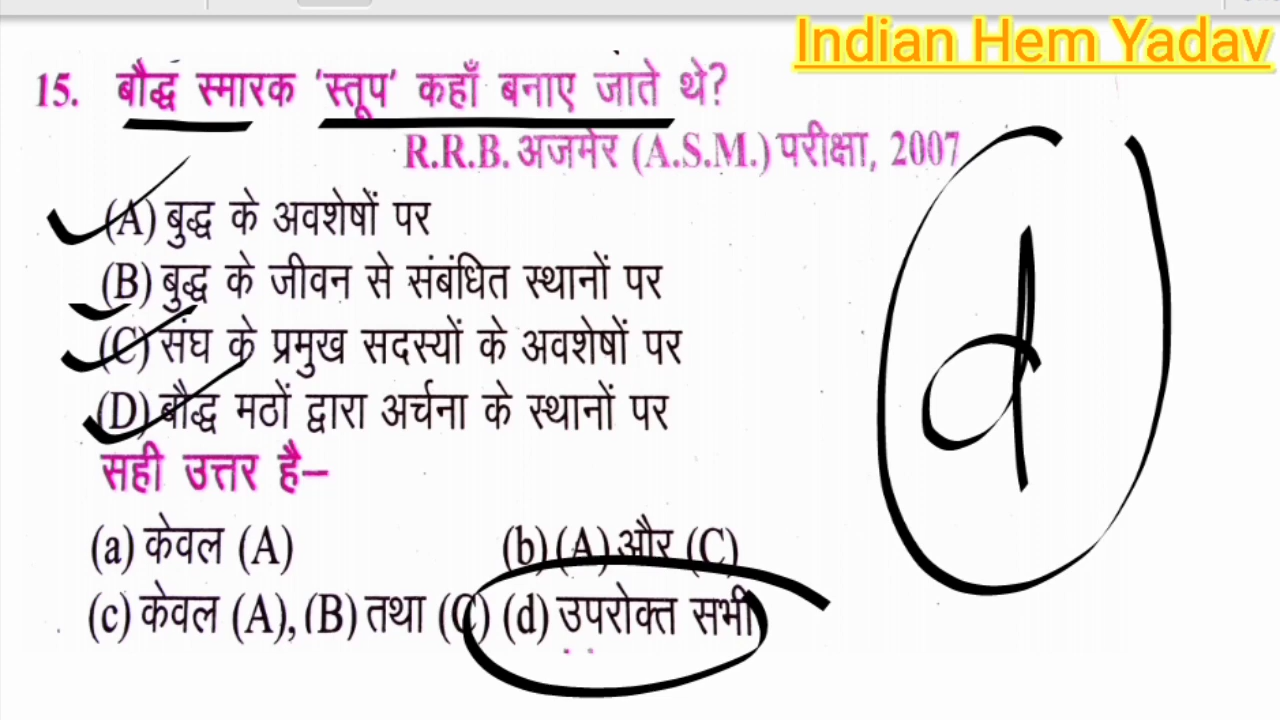 Indian Hem Yadav
15. बौद्ध स्मारक 'स्तूप' कहाँ बनाए जाते थे?
R.R.B. अजमेर (A.S.M.) परीक्षा, 2007
(A) बुद्ध के अवशेषों पर
(B) बुद्ध के जीवन से संबंधित स्थानों पर
(C) संघ के प्रमुख सदस्यों के अवशेषों पर
(D) बौद्ध मठों द्वारा अर्चना के स्थानों पर
सही उत्तर है–
(a) केवल (A) (b) (A) और (C)
(c) केवल (A), (B) तथा (C) (d) उपरोक्त सभी
d